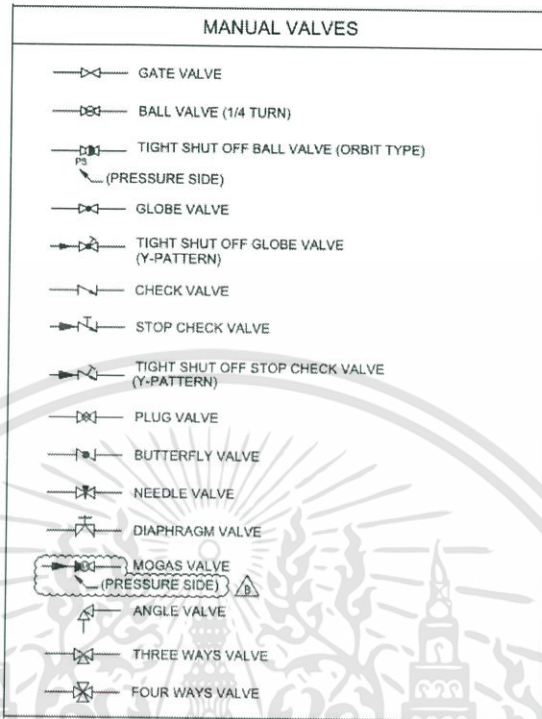 MANUAL VALVES
GATE VALVE
BALL VALVE (1/4 TURN)
TIGHT SHUT OFF BALL VALVE (ORBIT TYPE)
PS
(PRESSURE SIDE)
GLOBE VALVE
TIGHT SHUT OFF GLOBE VALVE
(Y-PATTERN)
CHECK VALVE
STOP CHECK VALVE
TIGHT SHUT OFF STOP CHECK VALVE
(Y-PATTERN)
PLUG VALVE
BUTTERFLY VALVE
NEEDLE VALVE
DIAPHRAGM VALVE
MOGAS VALVE
(PRESSURE SIDE) B
ANGLE VALVE
THREE WAYS VALVE
FOUR WAYS VALVE